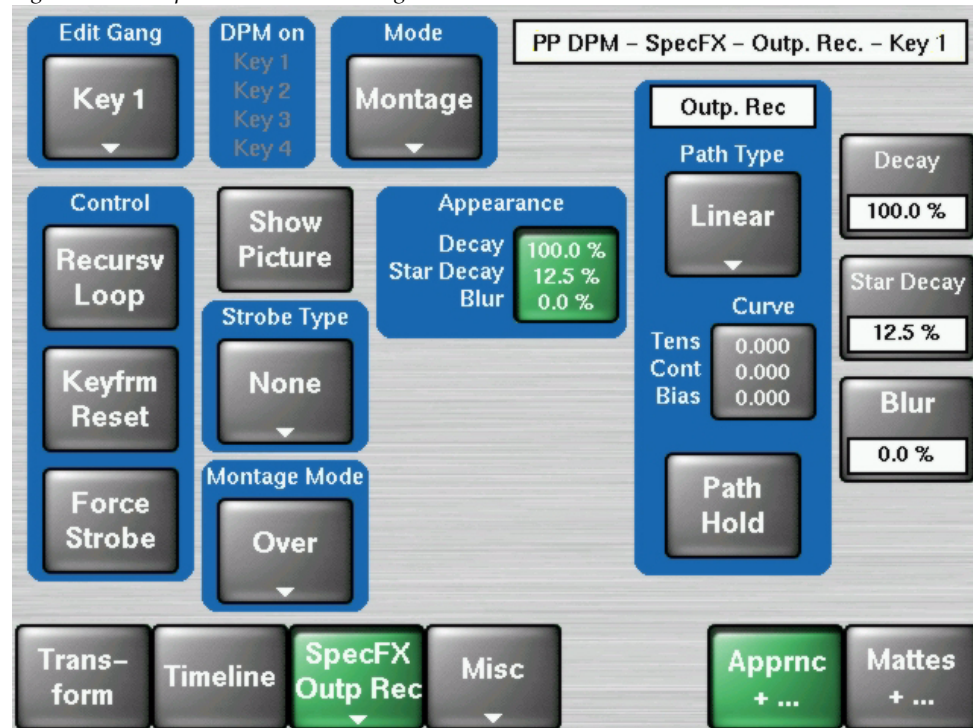 Edit Gang
Key 1
DPM on
Key 1
Key 2
Key 3
Key 4
Mode
Montage
PP DPM – SpecFX – Outp. Rec. – Key 1
Control
Recursv
Loop
Keyfrm
Reset
Force
Strobe
Show
Picture
Strobe Type
None
Montage Mode
Over
Appearance
Decay 100.0 %
Star Decay 12.5 %
Blur 0.0 %
Outp. Rec
Path Type
Linear
Curve
Tens 0.000
Cont 0.000
Bias 0.000
Path
Hold
Decay
100.0 %
Star Decay
12.5 %
Blur
0.0 %
Trans–
form
Timeline
SpecFX
Outp Rec
Misc
Apprnc
+ ...
Mattes
+ ...